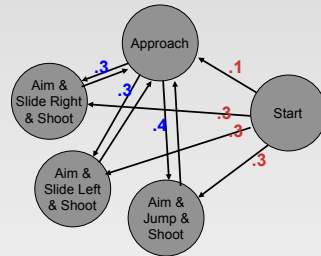 Approach
.3
.1
.3
Aim &
Slide Right
& Shoot
.3
Start
.4
.3
Aim &
Slide Left
& Shoot
.3
Aim &
Jump &
Shoot